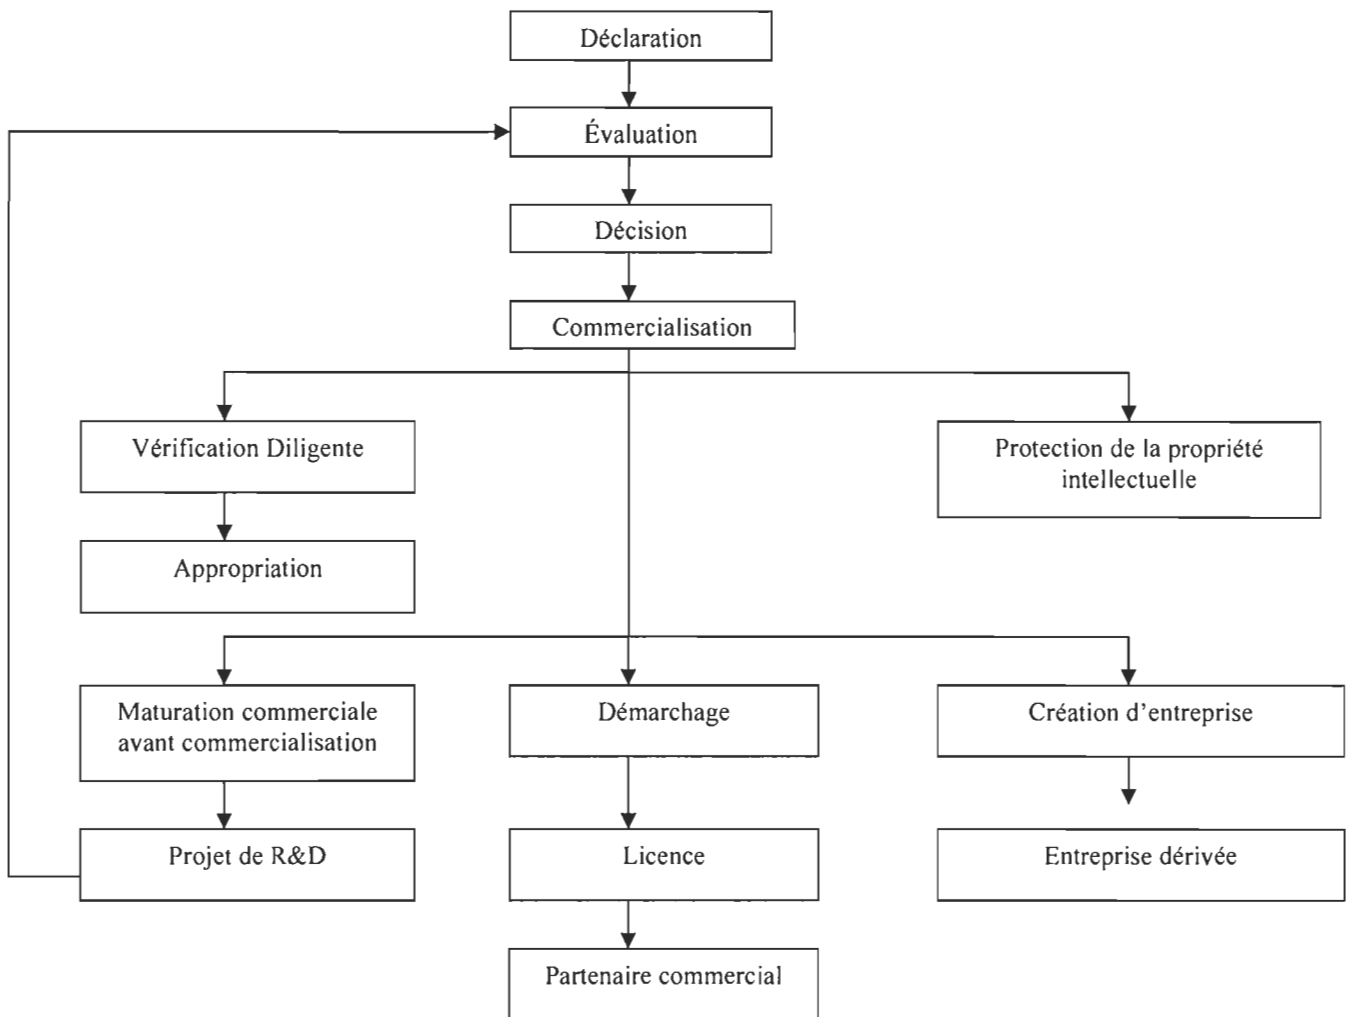 Déclaration
Évaluation
Décision
Commercialisation
Vérification Diligente
Protection de la propriété
intellectuelle
Appropriation
Maturation commerciale
avant commercialisation
Démarchage
Création d'entreprise
Projet de R&D
Licence
Entreprise dérivée
Partenaire commercial